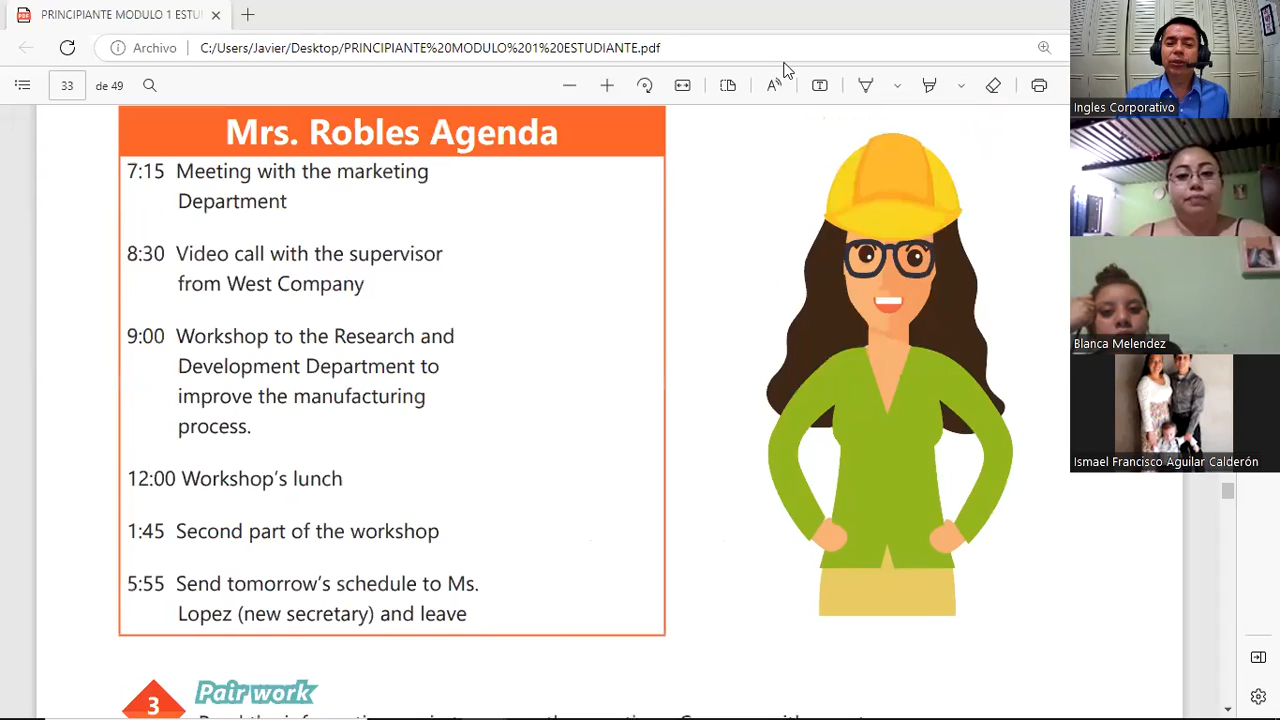 PRINCIPIANTE MODULO 1 ESTU
Archivo
C:/Users/Javier/Desktop/PRINCIPIANTE%20MODULO%201%20ESTUDIANTE.pdf
33
de 49
Mrs. Robles Agenda
7:15 Meeting with the marketing
Department
8:30 Video call with the supervisor
from West Company
9:00 Workshop to the Research and
Development Department to
improve the manufacturing
process.
12:00 Workshop's lunch
1:45 Second part of the workshop
5:55 Send tomorrow's schedule to Ms.
Lopez (new secretary) and leave
3
Pair work
Ingles Corporativo
Blanca Melendez
Ismael Francisco Aguilar Calderón